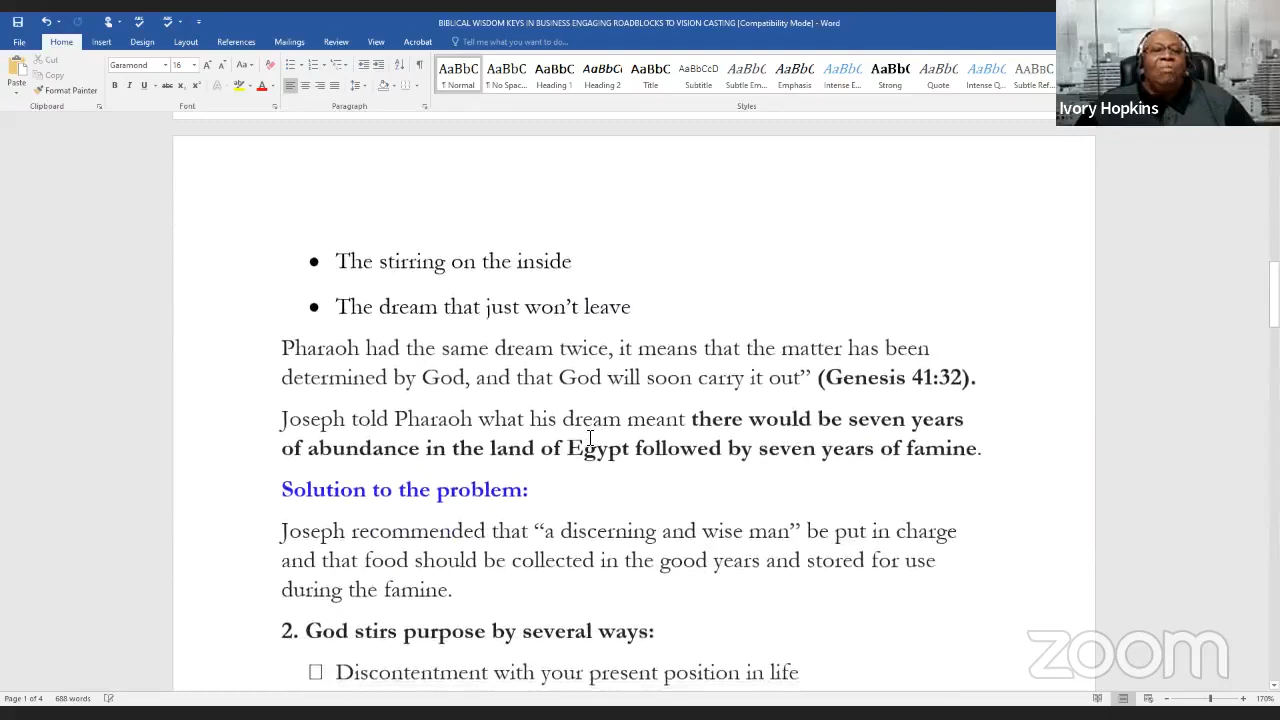 BIBLICAL WISDOM KEYS IN BUSINESS ENGAGING ROADBLOCKS TO VISION CASTING [Compatibility Mode] - Word
File Home Insert Design Layout References Mailings Review View Acrobat Tell me what you want to do...
Cut
Copy
Format Painter
Paste
Clipboard
Garamond 16
Font
Paragraph
AaBbC AaBbC AaBbC AaBbC AaBbC AaBbCcD AaBbC AaBbC AaBbC AaBbC AaBbC AaBbC AaBbC
¶ Normal ¶ No Spac... Heading 1 Heading 2 Title Subtitle Subtle Em... Emphasis Intense E... Strong Quote Intense Q... Subtle Ref...
Styles
Ivory Hopkins
• The stirring on the inside
• The dream that just won’t leave
Pharaoh had the same dream twice, it means that the matter has been
determined by God, and that God will soon carry it out” (Genesis 41:32).
Joseph told Pharaoh what his dream meant there would be seven years
of abundance in the land of Egypt followed by seven years of famine.
Solution to the problem:
Joseph recommended that “a discerning and wise man” be put in charge
and that food should be collected in the good years and stored for use
during the famine.
2. God stirs purpose by several ways:
□ Discontentment with your present position in life
zoom
Page 1 of 4 688 words
170%